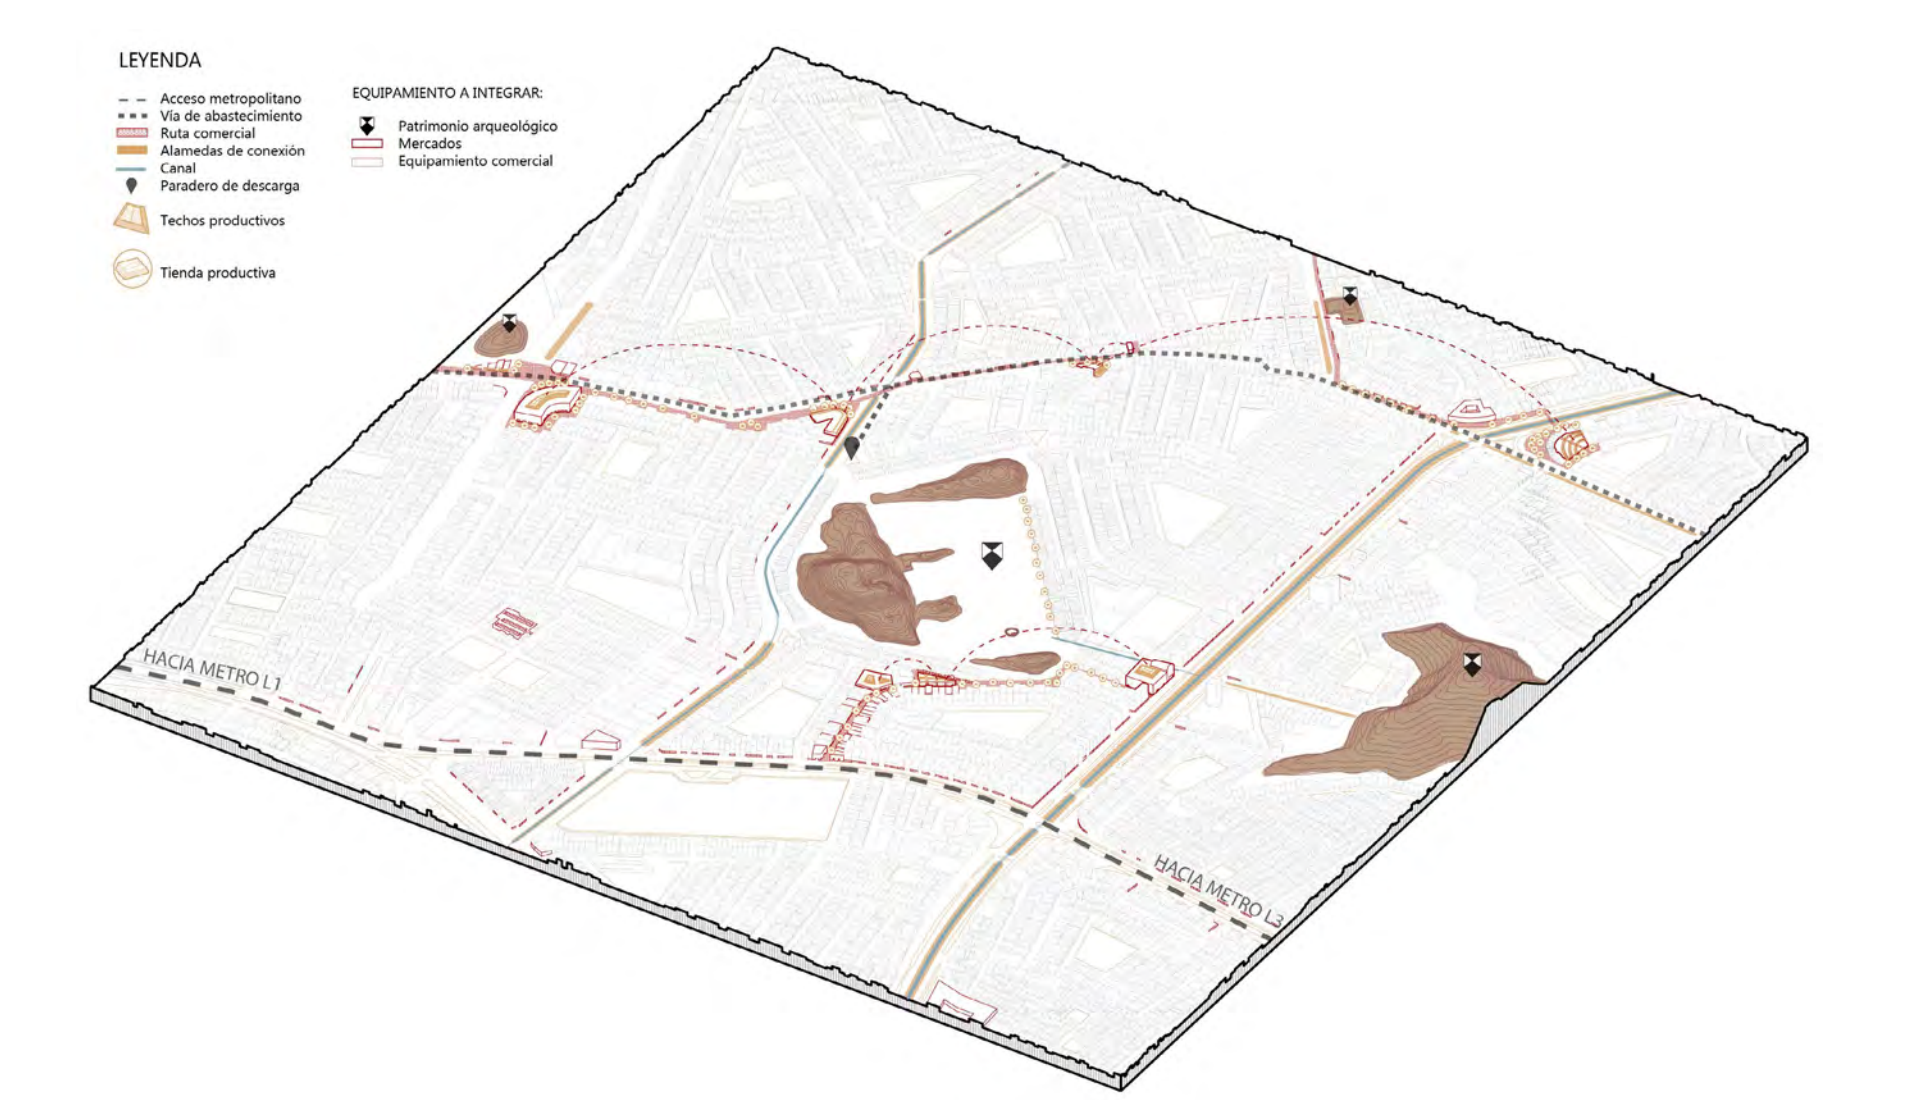 LEYENDA
Acceso metropolitano
Vía de abastecimiento
Ruta comercial
Alamedas de conexión
Canal
Paradero de descarga
Techos productivos
Tienda productiva
EQUIPAMIENTO A INTEGRAR:
Patrimonio arqueológico
Mercados
Equipamiento comercial
HACIA METRO L1
HACIA METRO L3